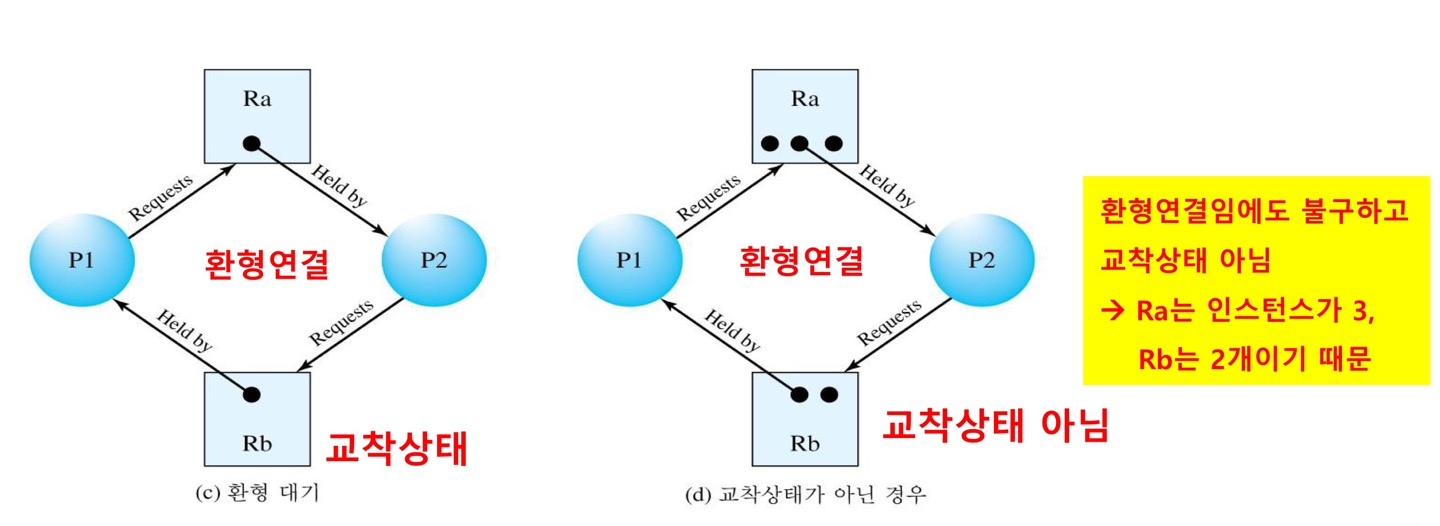 Ra
Requests
Held by
P1
환형연결
P2
Held by
Requests
Rb
교착상태
(c) 환형 대기
Ra
Requests
Held by
P1
환형연결
P2
Held by
Requests
Rb
교착상태 아님
(d) 교착상태가 아닌 경우
환형연결임에도 불구하고
교착상태 아님
→ Ra는 인스턴스가 3,
Rb는 2개이기 때문